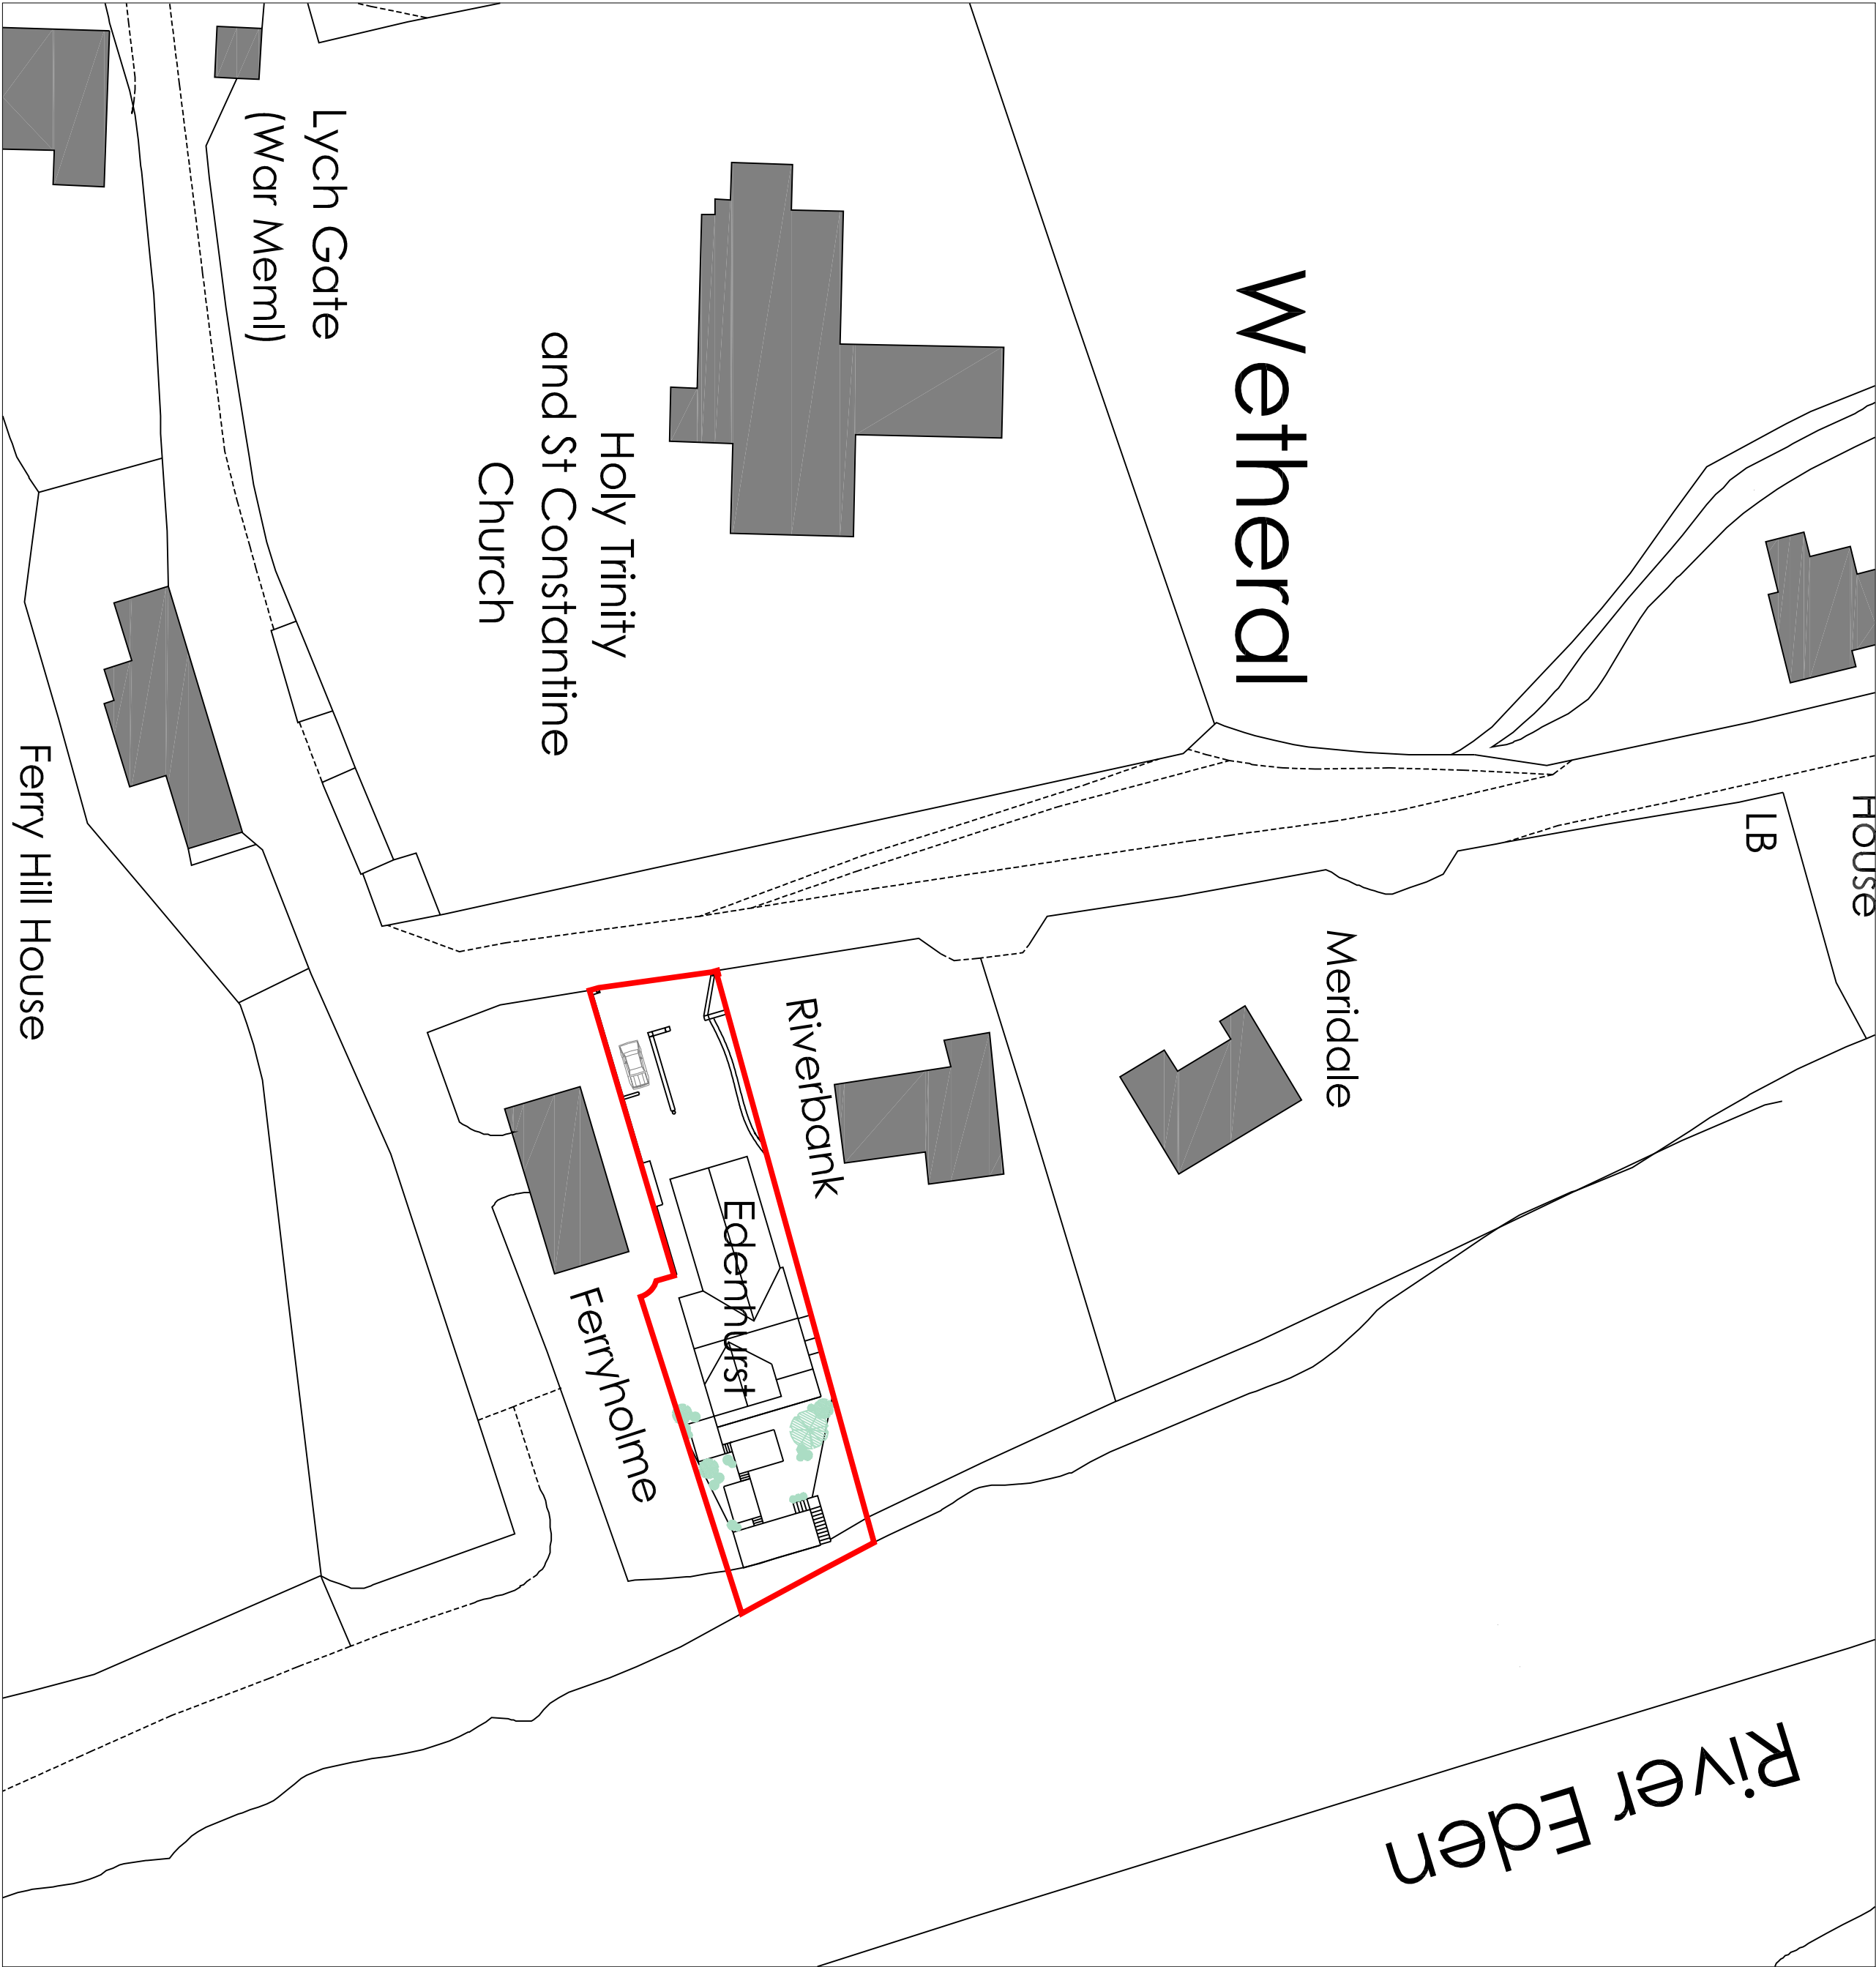 House
LB
Wetheral
Meridale
Riverbank
Edenhurst
Holy Trinity
and St Constantine
Church
Ferryholme
Lych Gate
(War Meml)
Ferry Hill House
River Eden